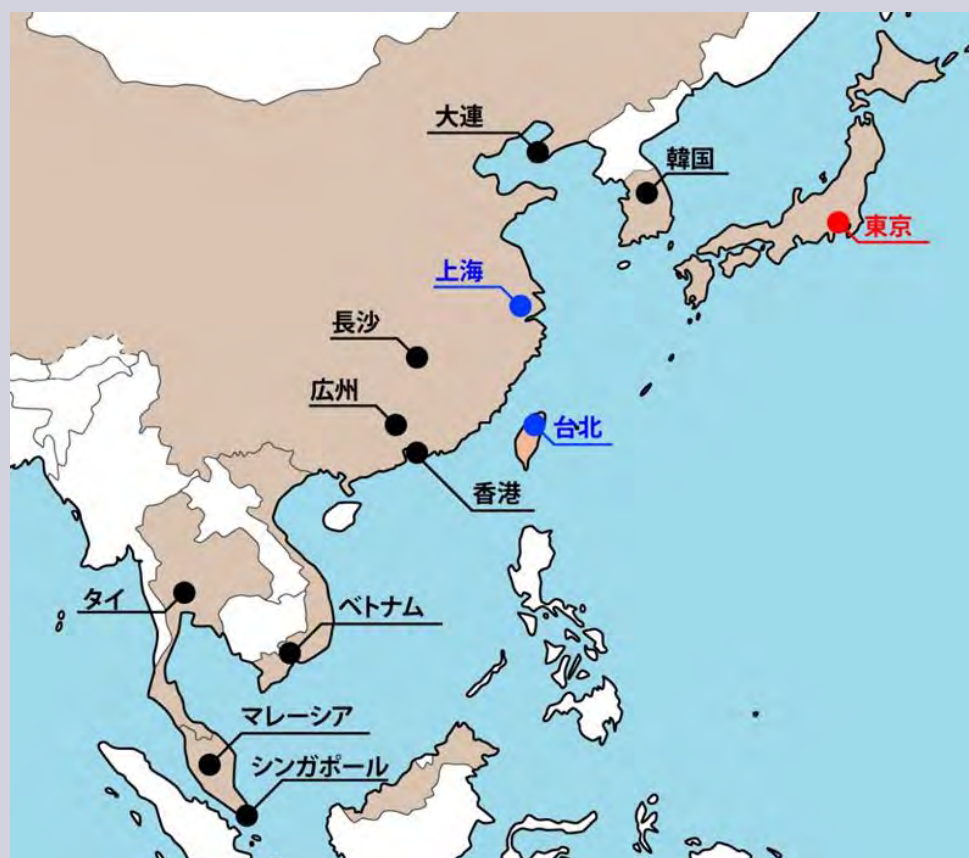 大連
韓国
東京
上海
長沙
広州
台北
香港
タイ
ベトナム
マレーシア
シンガポール